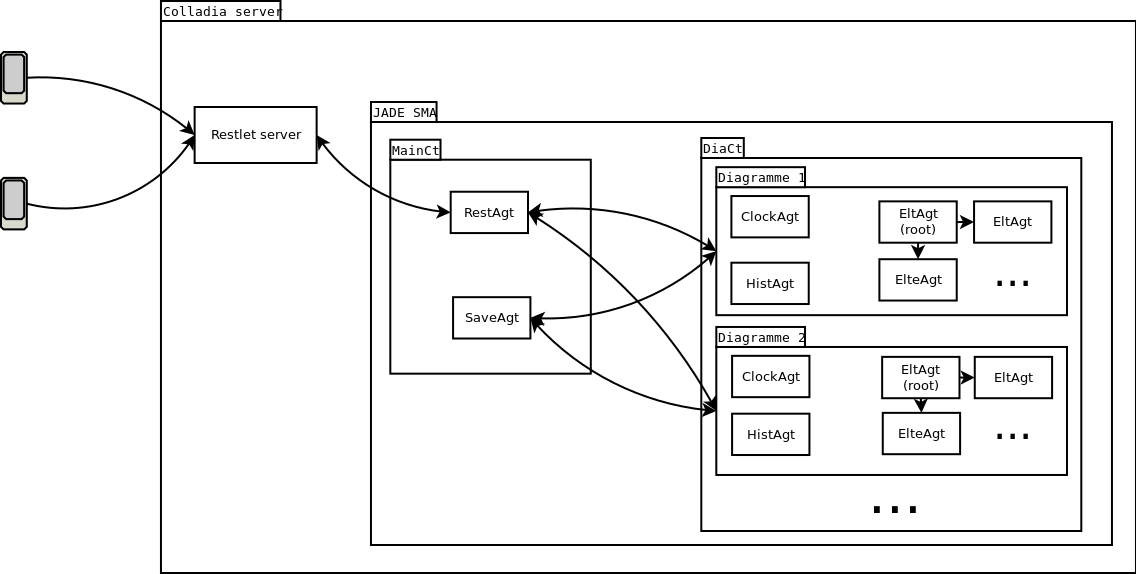 Colladia server
Restlet server
JADE SMA
MainCt
RestAgt
SaveAgt
DiaCt
Diagramme 1
ClockAgt
HistAgt
EltAgt
(root)
EltAgt
ElteAgt
...
Diagramme 2
ClockAgt
HistAgt
EltAgt
(root)
EltAgt
ElteAgt
...
...